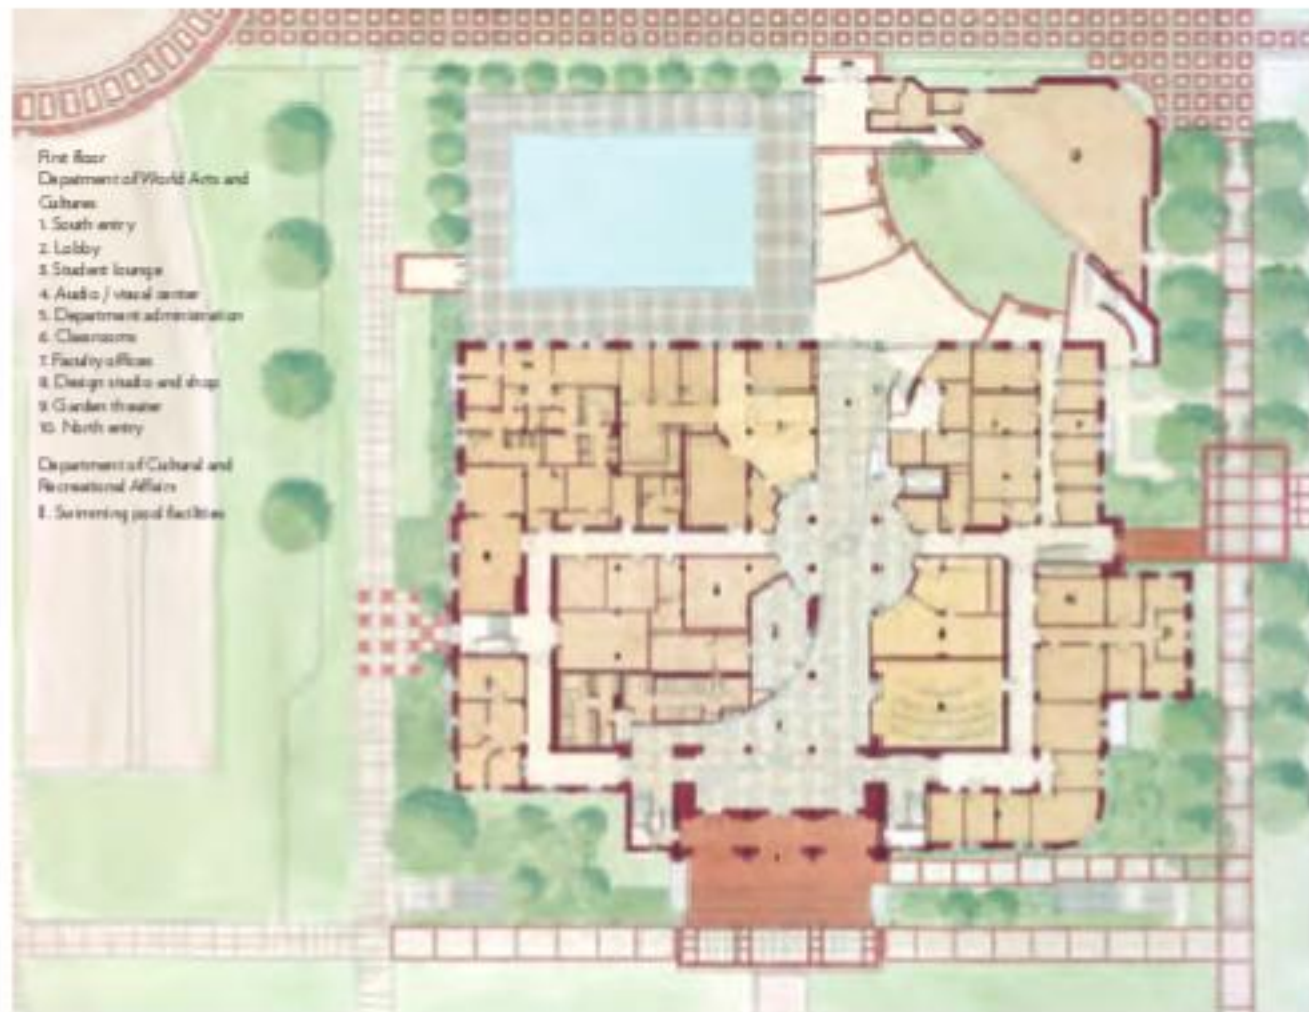 First floor
Department of World Arts and
Cultures
1. South entry
2. Lobby
3. Student lounge
4. Audio / visual center
5. Department administration
6. Classrooms
7. Faculty offices
8. Design studio and shop
9. Garden theater
10. North entry
Department of Cultural and
Recreational Affairs
Swimming pool facilities